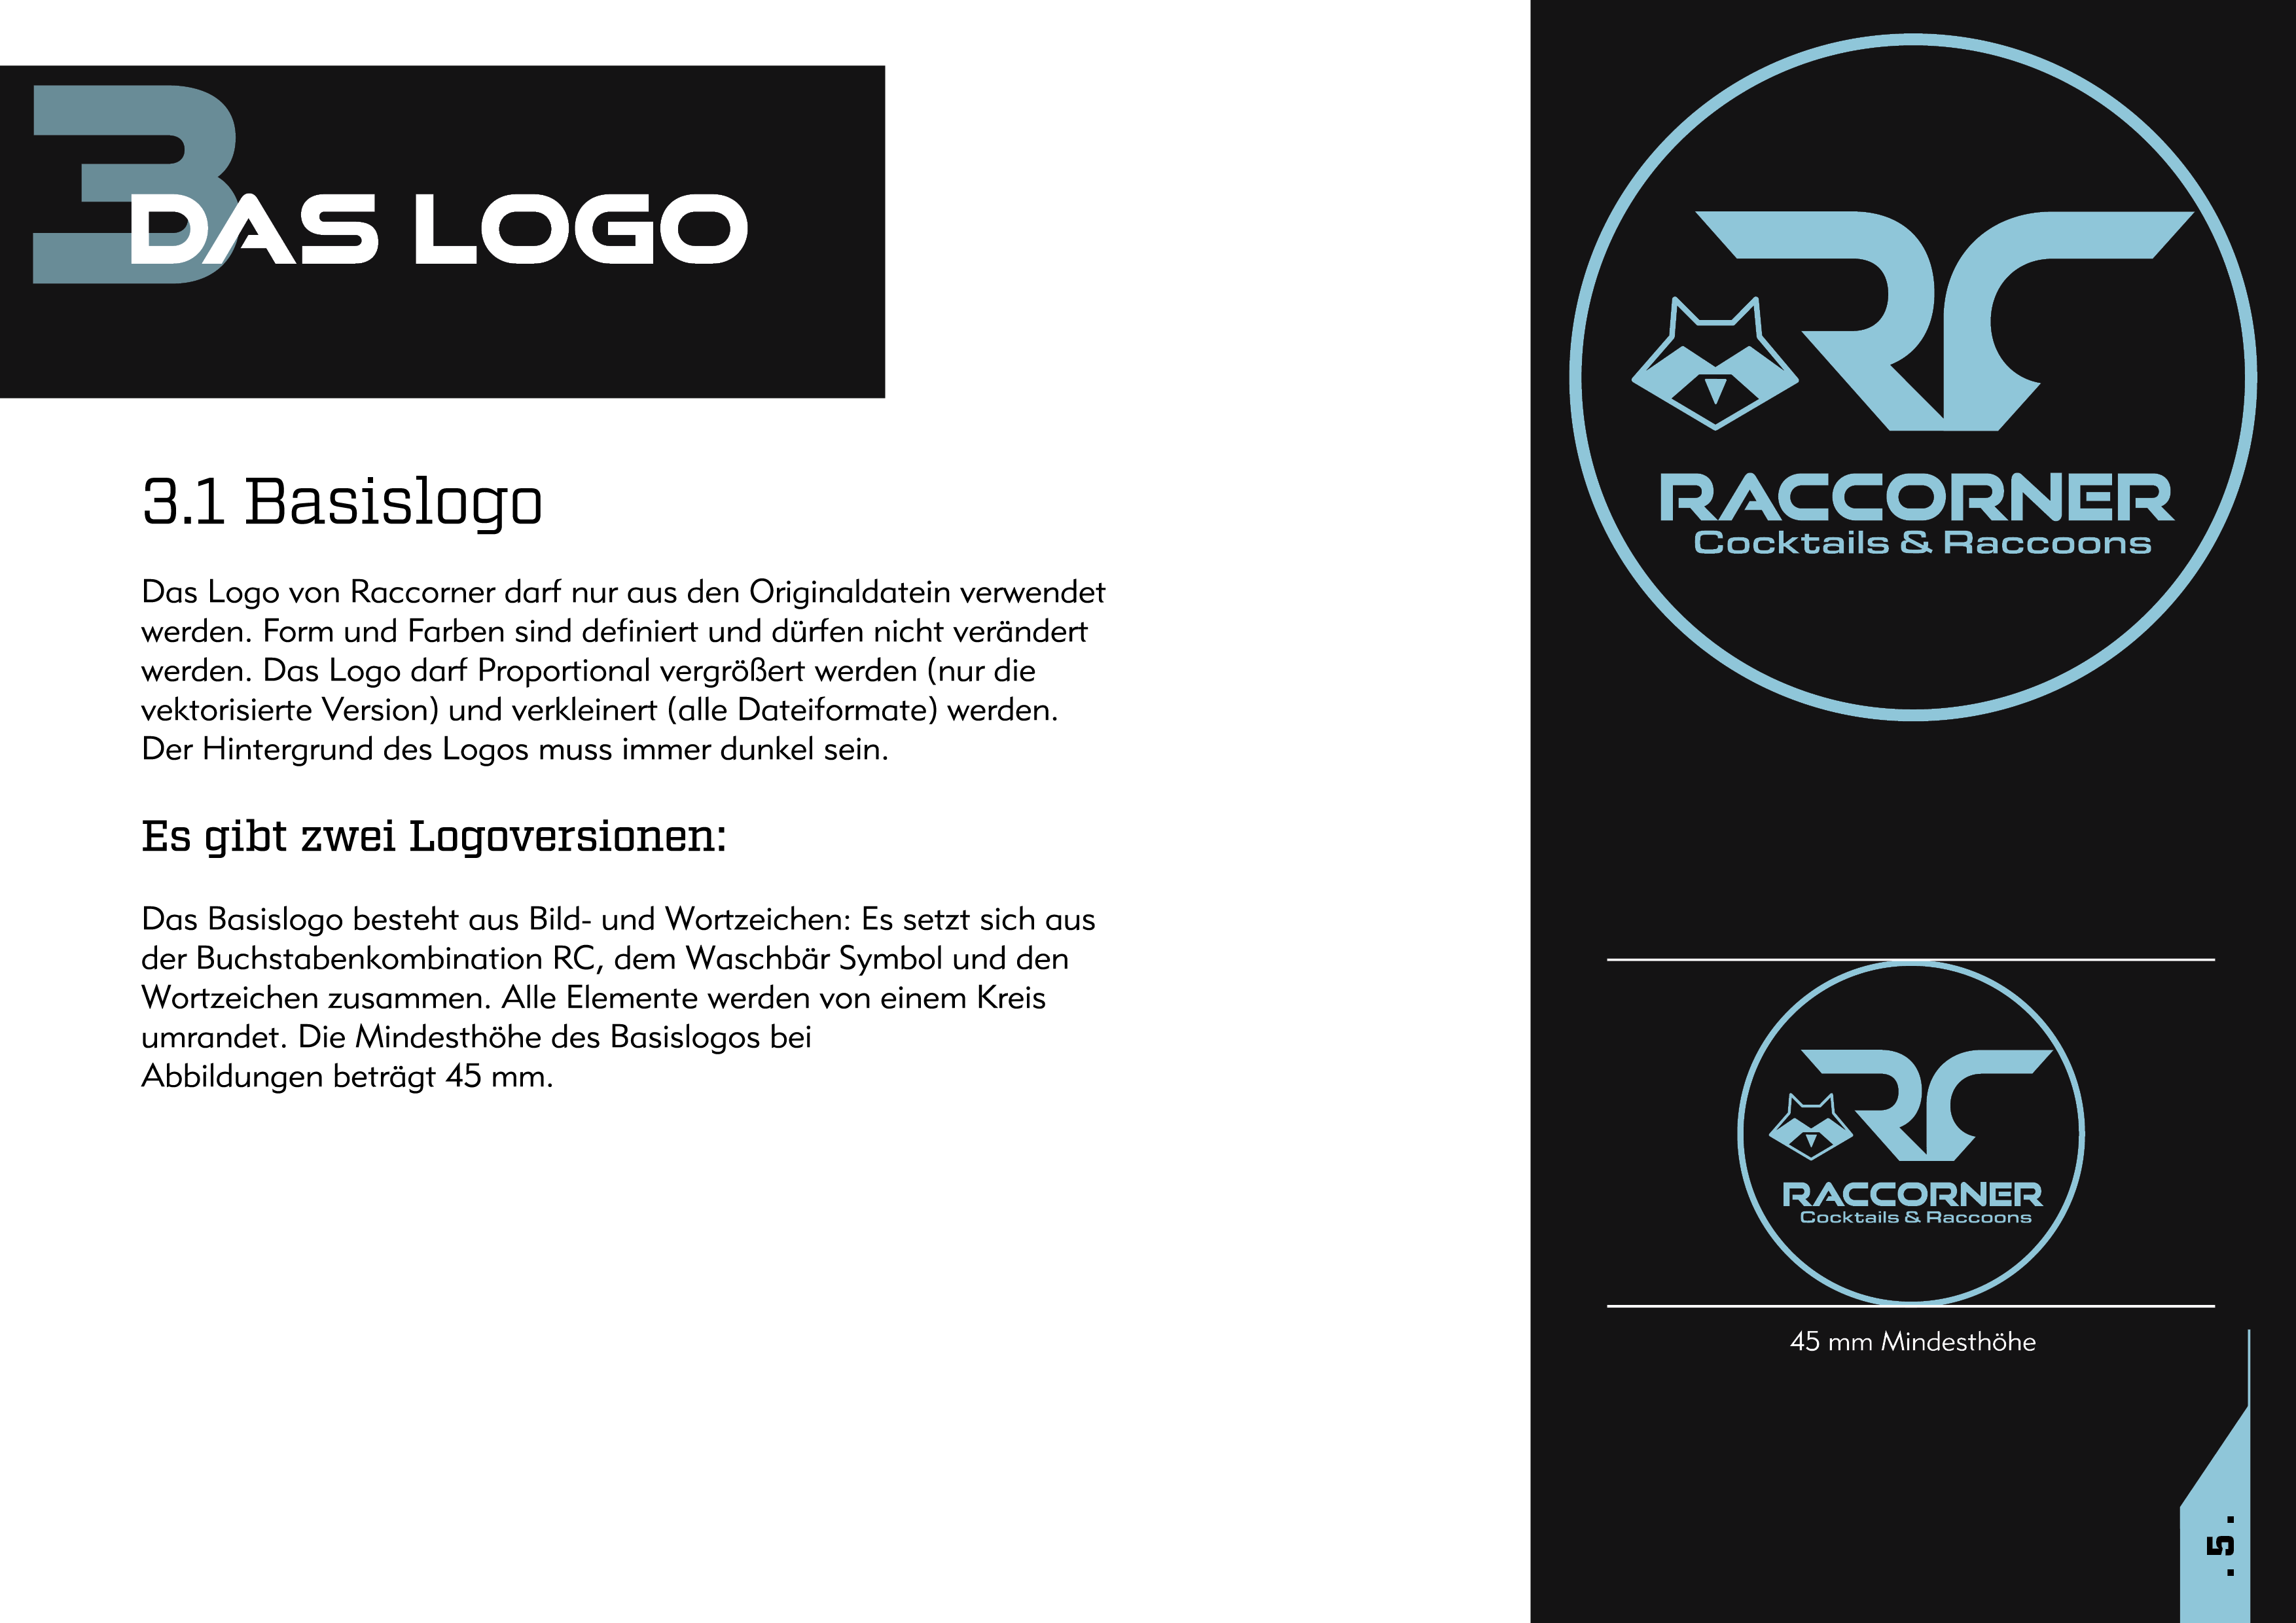 3
DAS LOGO
3.1 Basislogo
Das Logo von Raccorner darf nur aus den Originaldatein verwendet
werden. Form und Farben sind definiert und dürfen nicht verändert
werden. Das Logo darf Proportional vergrößert werden (nur die
vektorisierte Version) und verkleinert (alle Dateiformate) werden.
Der Hintergrund des Logos muss immer dunkel sein.
Es gibt zwei Logoversionen:
Das Basislogo besteht aus Bild- und Wortzeichen: Es setzt sich aus
der Buchstabenkombination RC, dem Waschbär Symbol und den
Wortzeichen zusammen. Alle Elemente werden von einem Kreis
umrandet. Die Mindesthöhe des Basislogos bei
Abbildungen beträgt 45 mm.
RC
RACCORNER
Cocktails & Raccoons
RC
RACCORNER
Cocktails & Raccoons
45 mm Mindesthöhe
. 5 .